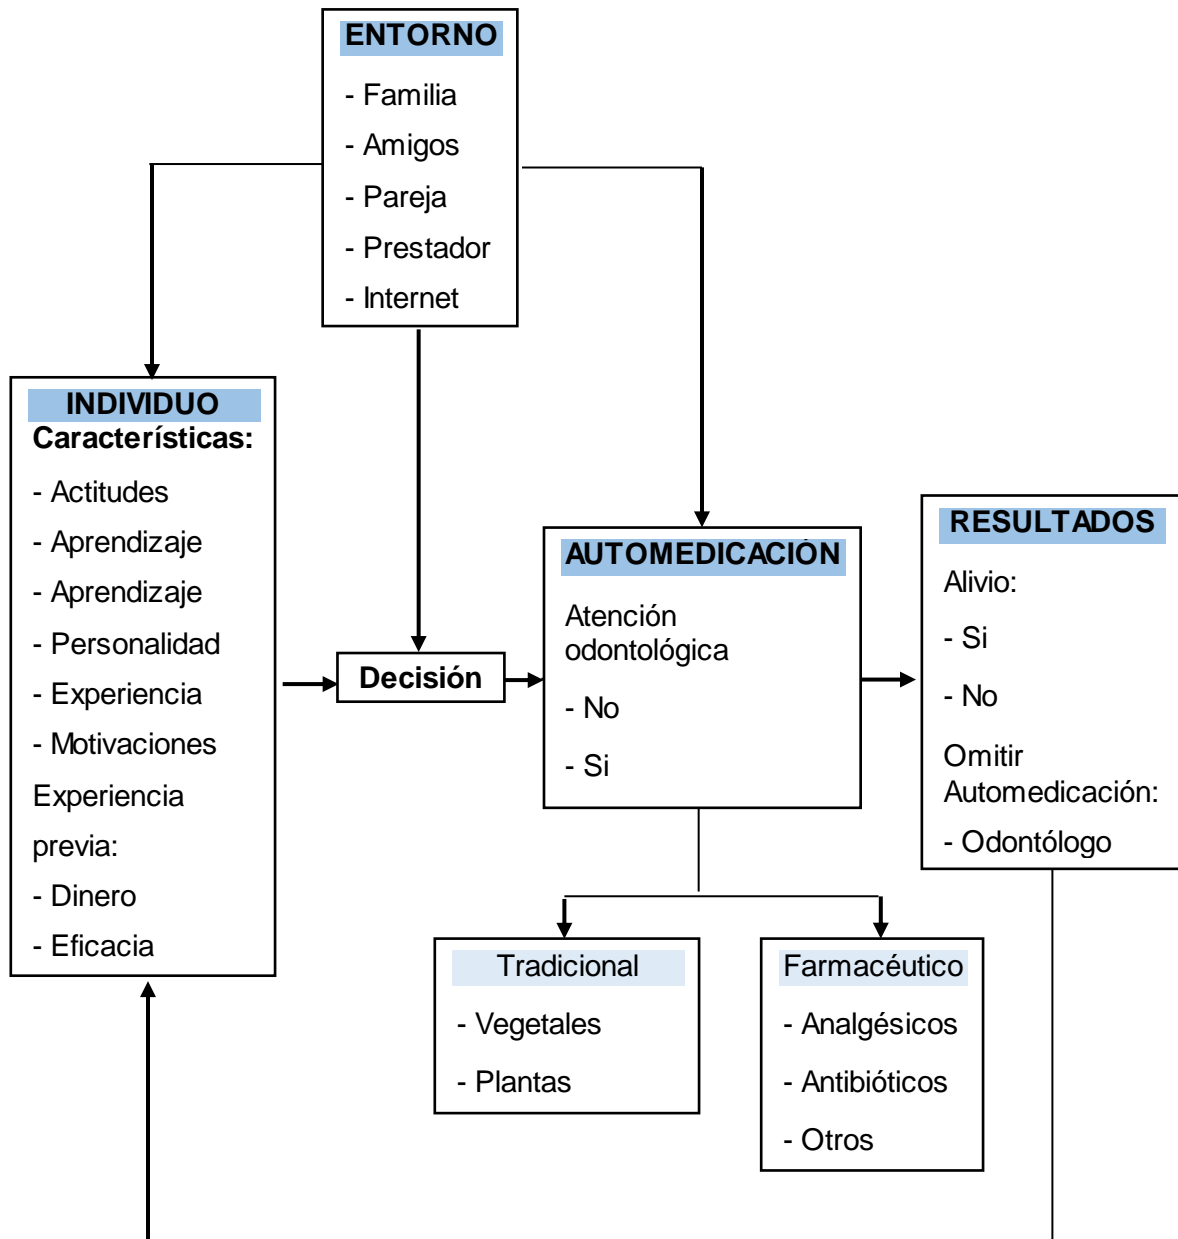 ENTORNO
- Familia
- Amigos
- Pareja
- Prestador
- Internet
INDIVIDUO
Características:
- Actitudes
- Aprendizaje
- Aprendizaje
- Personalidad
- Experiencia
- Motivaciones
Experiencia
previa:
- Dinero
- Eficacia
Decisión
AUTOMEDICACIÓN
Atención
odontológica
- No
- Si
RESULTADOS
Alivio:
- Si
- No
Omitir
Automedicación:
- Odontólogo
Tradicional
- Vegetales
- Plantas
Farmacéutico
- Analgésicos
- Antibióticos
- Otros